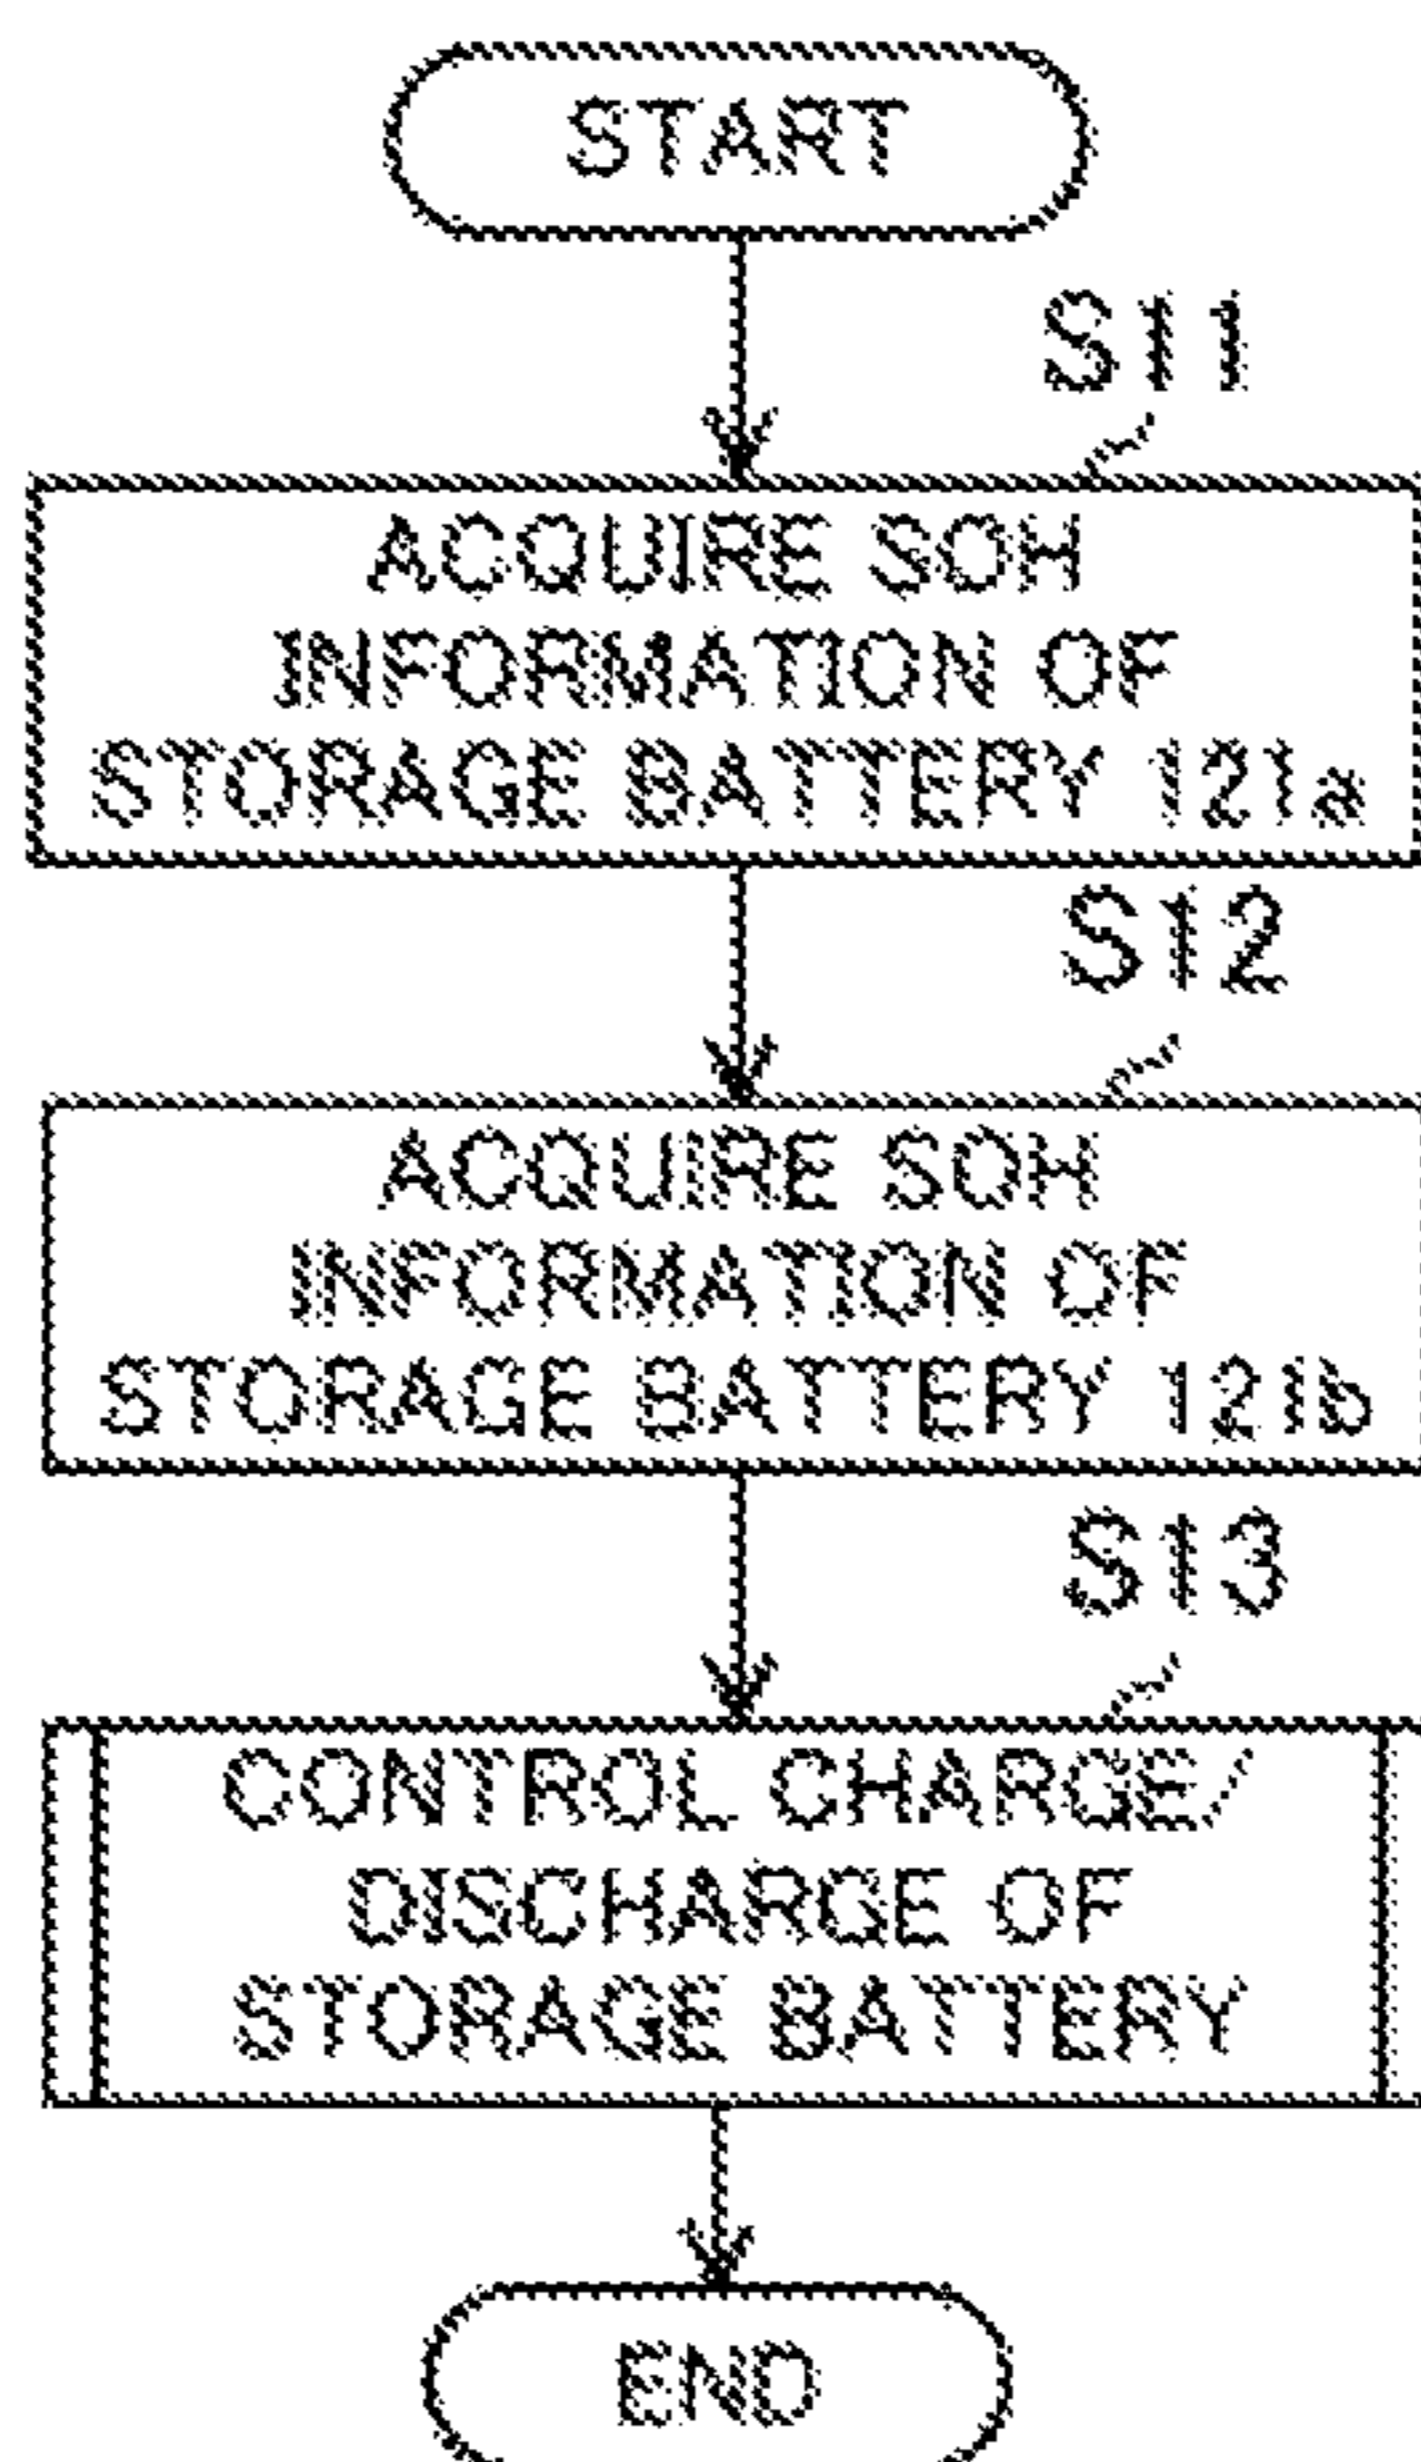 START
S11
ACQUIRE SOH
INFORMATION OF
STORAGE BATTERY 121a
S12
ACQUIRE SOH
INFORMATION OF
STORAGE BATTERY 121b
S13
CONTROL CHARGE/
DISCHARGE OF
STORAGE BATTERY
END